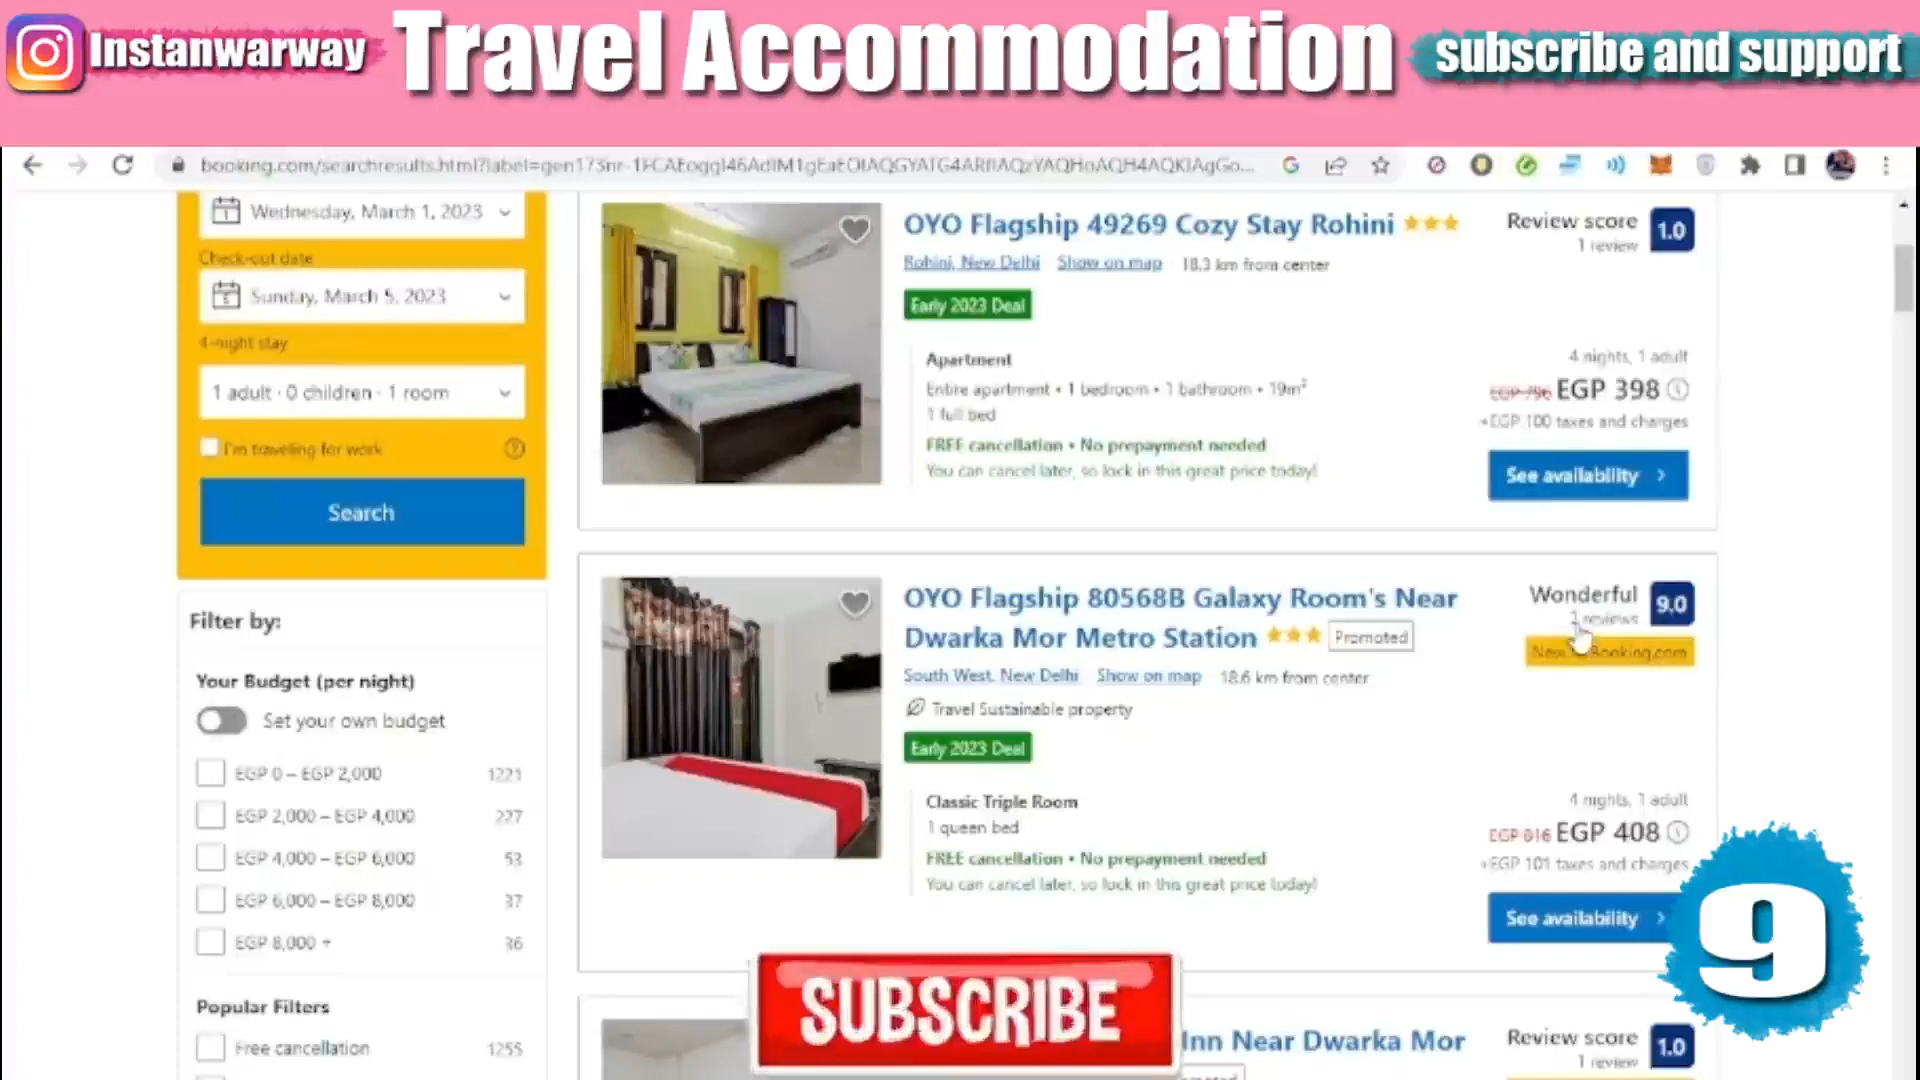 Instanwarway
Travel Accommodation
subscribe and support
Wednesday, March 1, 2023
Check-out date
Sunday, March 5, 2023
4-night stay
1 adult · 0 children · 1 room
I'm traveling for work
Search
Filter by:
Your Budget (per night)
Set your own budget
EGP 0 – EGP 2,000 1221
EGP 2,000 – EGP 4,000 227
EGP 4,000 – EGP 6,000 53
EGP 6,000 – EGP 8,000 37
EGP 8,000 + 36
Popular Filters
Free cancellation 1255
OYO Flagship 49269 Cozy Stay Rohini
Rohini, New Delhi Show on map 18.3 km from center
Early 2023 Deal
Apartment
Entire apartment • 1 bedroom • 1 bathroom • 19m²
1 full bed
FREE cancellation • No prepayment needed
You can cancel later, so lock in this great price today!
Review score 1.0
1 review
4 nights, 1 adult
EGP 796 EGP 398
+EGP 100 taxes and charges
See availability
OYO Flagship 80568B Galaxy Room's Near
Dwarka Mor Metro Station Promoted
South West, New Delhi Show on map 18.6 km from center
Travel Sustainable property
Early 2023 Deal
Classic Triple Room
1 queen bed
FREE cancellation • No prepayment needed
You can cancel later, so lock in this great price today!
Wonderful 9.0
reviews
Booking.com
4 nights, 1 adult
EGP 816 EGP 408
+EGP 101 taxes and charges
See availability
9
SUBSCRIBE
Inn Near Dwarka Mor
Review score 1.0
1 review